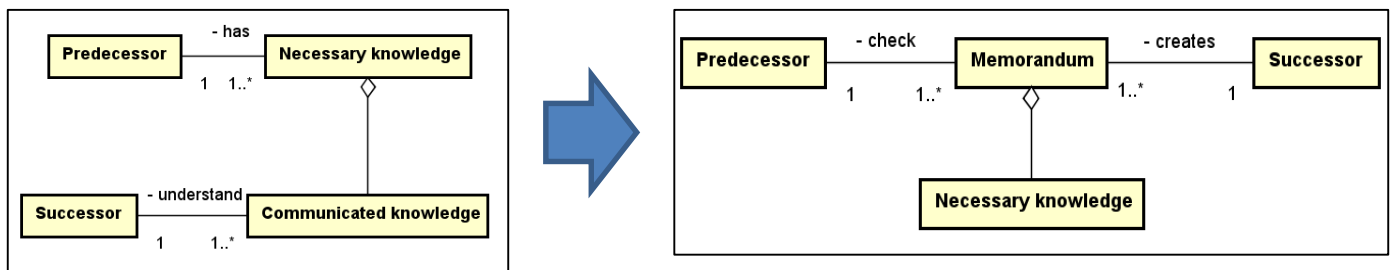 - has
Predecessor
Necessary knowledge
1
1..*
- understand
Successor
Communicated knowledge
1
1..*
- check
- creates
Predecessor
Memorandum
Successor
1
1..*
1..*
1
Necessary knowledge